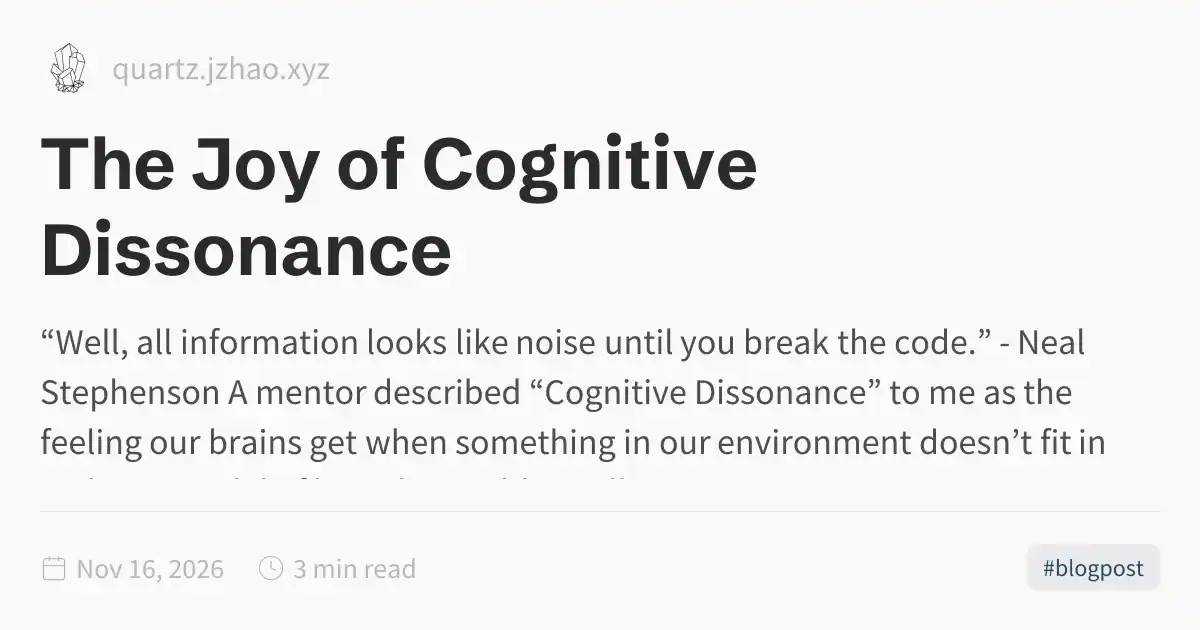 quartz.jzhao.xyz
The Joy of Cognitive
Dissonance
“Well, all information looks like noise until you break the code.” - Neal
Stephenson A mentor described “Cognitive Dissonance” to me as the
feeling our brains get when something in our environment doesn’t fit in
Nov 16, 2026
3 min read
#blogpost